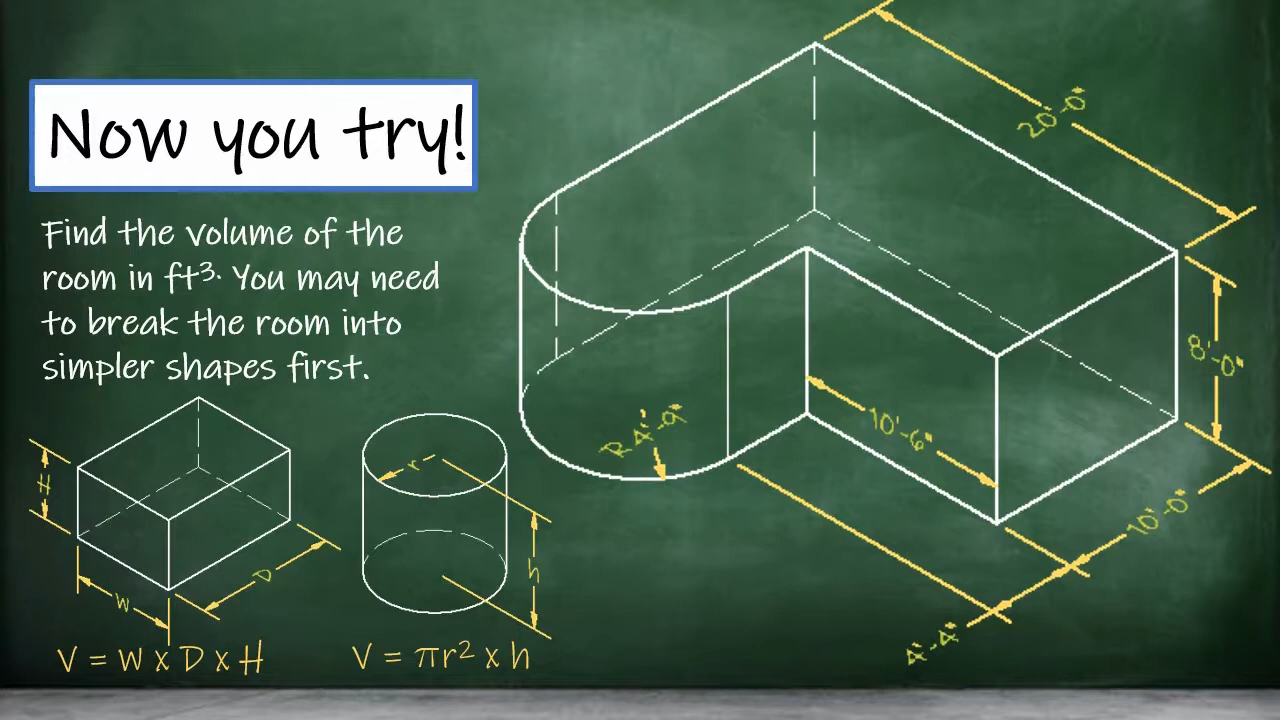 Now you try!
Find the volume of the
room in ft³. You may need
to break the room into
simpler shapes first.
H
W
D
V = W x D x H
r
h
V = πr² x h
20'-0"
8'-0"
10'-6"
R 4'-9"
10'-0"
4'-4"